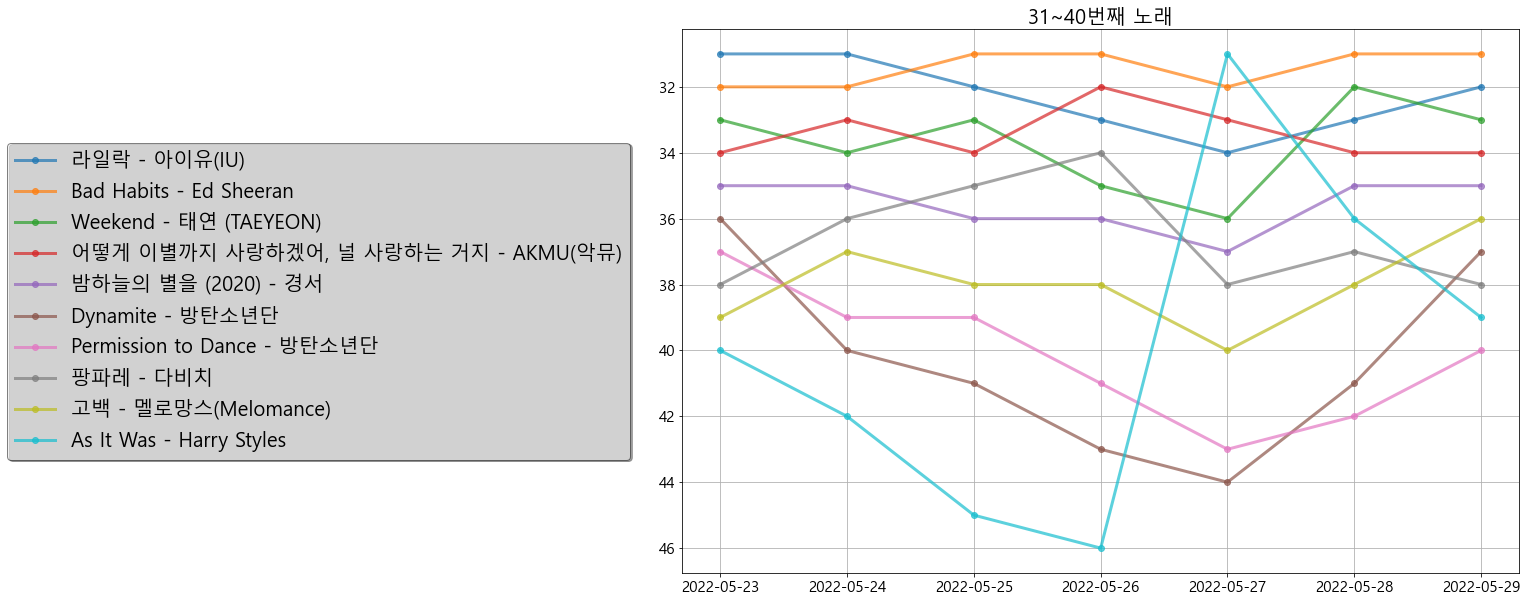 31~40번째 노래
라일락 - 아이유(IU)
Bad Habits - Ed Sheeran
Weekend - 태연 (TAEYEON)
어떻게 이별까지 사랑하겠어, 널 사랑하는 거지 - AKMU(악뮤)
밤하늘의 별을 (2020) - 경서
Dynamite - 방탄소년단
Permission to Dance - 방탄소년단
팡파레 - 다비치
고백 - 멜로망스(Melomance)
As It Was - Harry Styles
32
34
36
38
40
42
44
46
2022-05-23 2022-05-24 2022-05-25 2022-05-26 2022-05-27 2022-05-28 2022-05-29